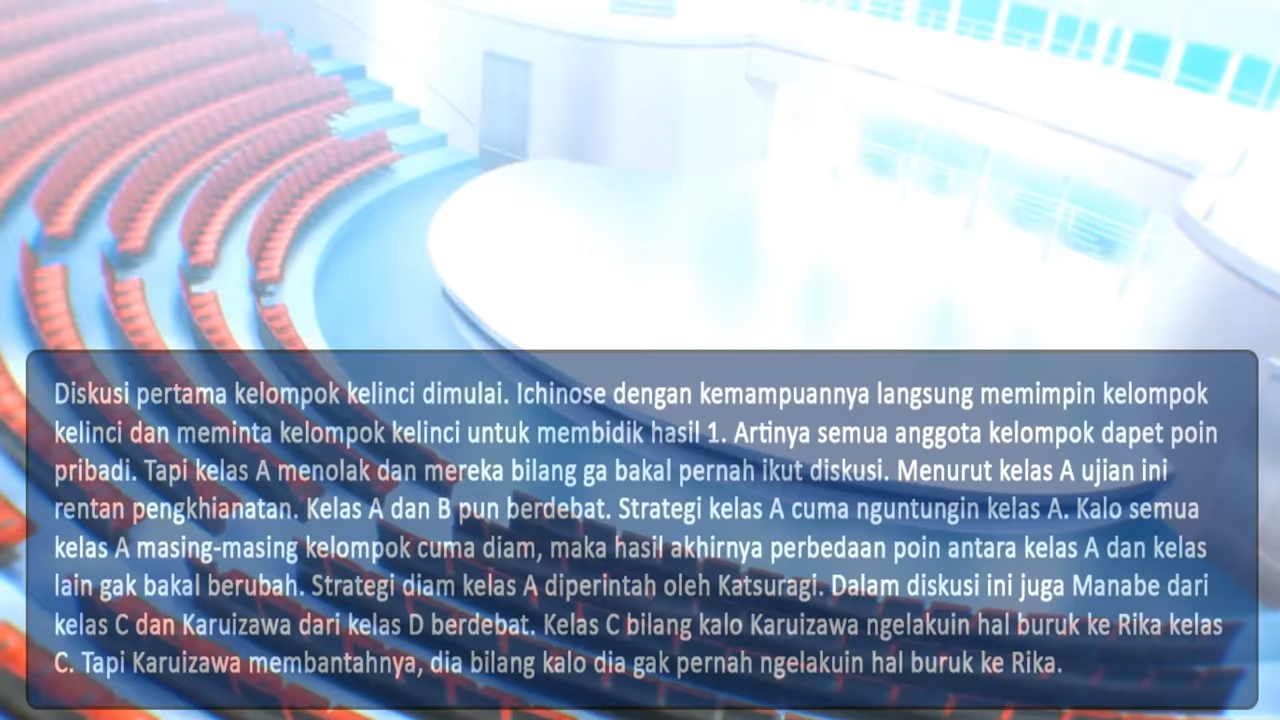 Diskusi pertama kelompok kelinci dimulai. Ichinose dengan kemampuannya langsung memimpin kelompok
kelinci dan meminta kelompok kelinci untuk membidik hasil 1. Artinya semua anggota kelompok dapet poin
pribadi. Tapi kelas A menolak dan mereka bilang ga bakal pernah ikut diskusi. Menurut kelas A ujian ini
rentan pengkhianatan. Kelas A dan B pun berdebat. Strategi kelas A cuma nguntungin kelas A. Kalo semua
kelas A masing-masing kelompok cuma diam, maka hasil akhirnya perbedaan poin antara kelas A dan kelas
lain gak bakal berubah. Strategi diam kelas A diperintah oleh Katsuragi. Dalam diskusi ini juga Manabe dari
kelas C dan Karuizawa dari kelas D berdebat. Kelas C bilang kalo Karuizawa ngelakuin hal buruk ke Rika kelas
C. Tapi Karuizawa membantahnya, dia bilang kalo dia gak pernah ngelakuin hal buruk ke Rika.